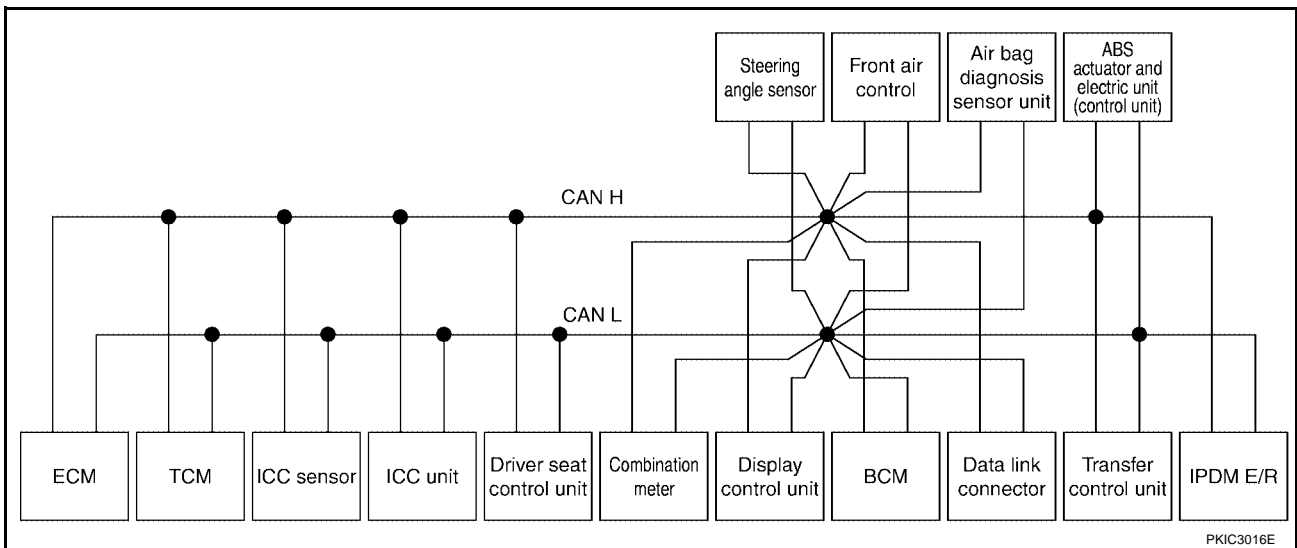 Steering
angle sensor
Front air
control
Air bag
diagnosis
sensor unit
ABS
actuator and
electric unit
(control unit)
CAN H
CAN L
ECM
TCM
ICC sensor
ICC unit
Driver seat
control unit
Combination
meter
Display
control unit
BCM
Data link
connector
Transfer
control unit
IPDM E/R
PKIC3016E